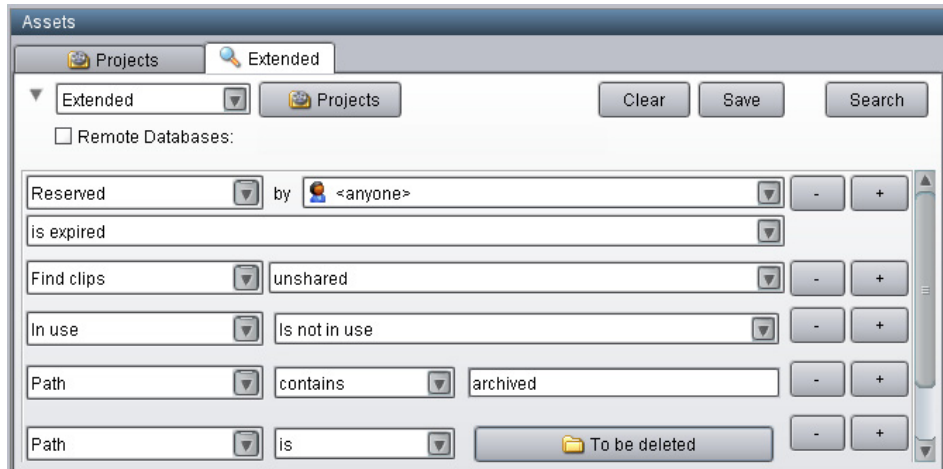 Assets
Projects Extended
Extended Projects Clear Save Search
Remote Databases:
Reserved by <anyone> - +
is expired
Find clips unshared - +
In use Is not in use - +
Path contains archived - +
Path is To be deleted - +